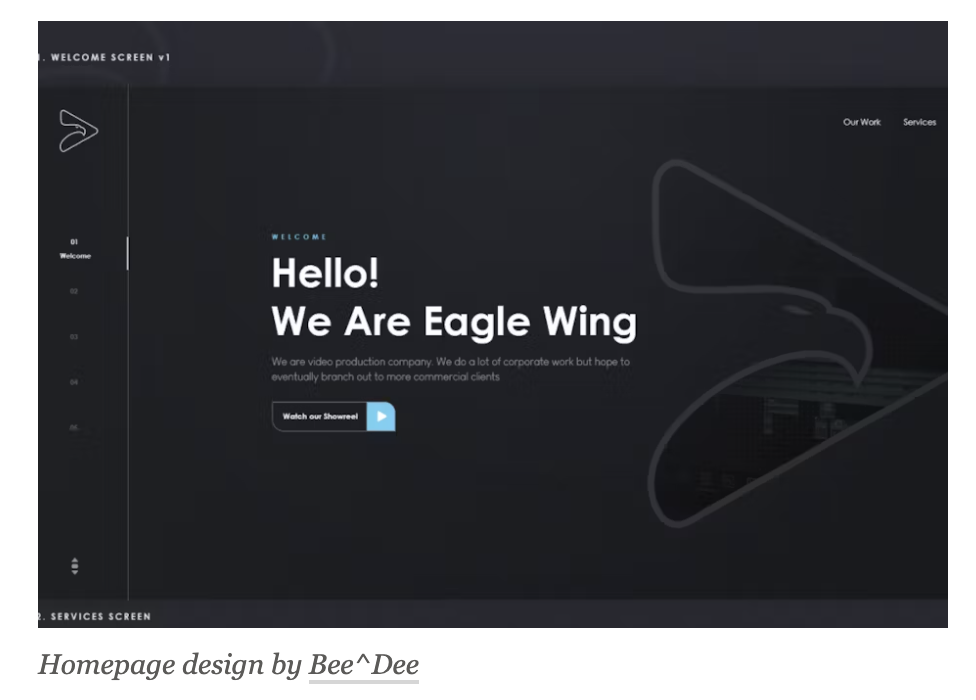 1. WELCOME SCREEN v1
Our Work Services
01
Welcome
02
03
04
05
WELCOME
Hello!
We Are Eagle Wing
We are video production company. We do a lot of corporate work but hope to
eventually branch out to more commercial clients
Watch our Showreel
2. SERVICES SCREEN
Homepage design by Bee^Dee